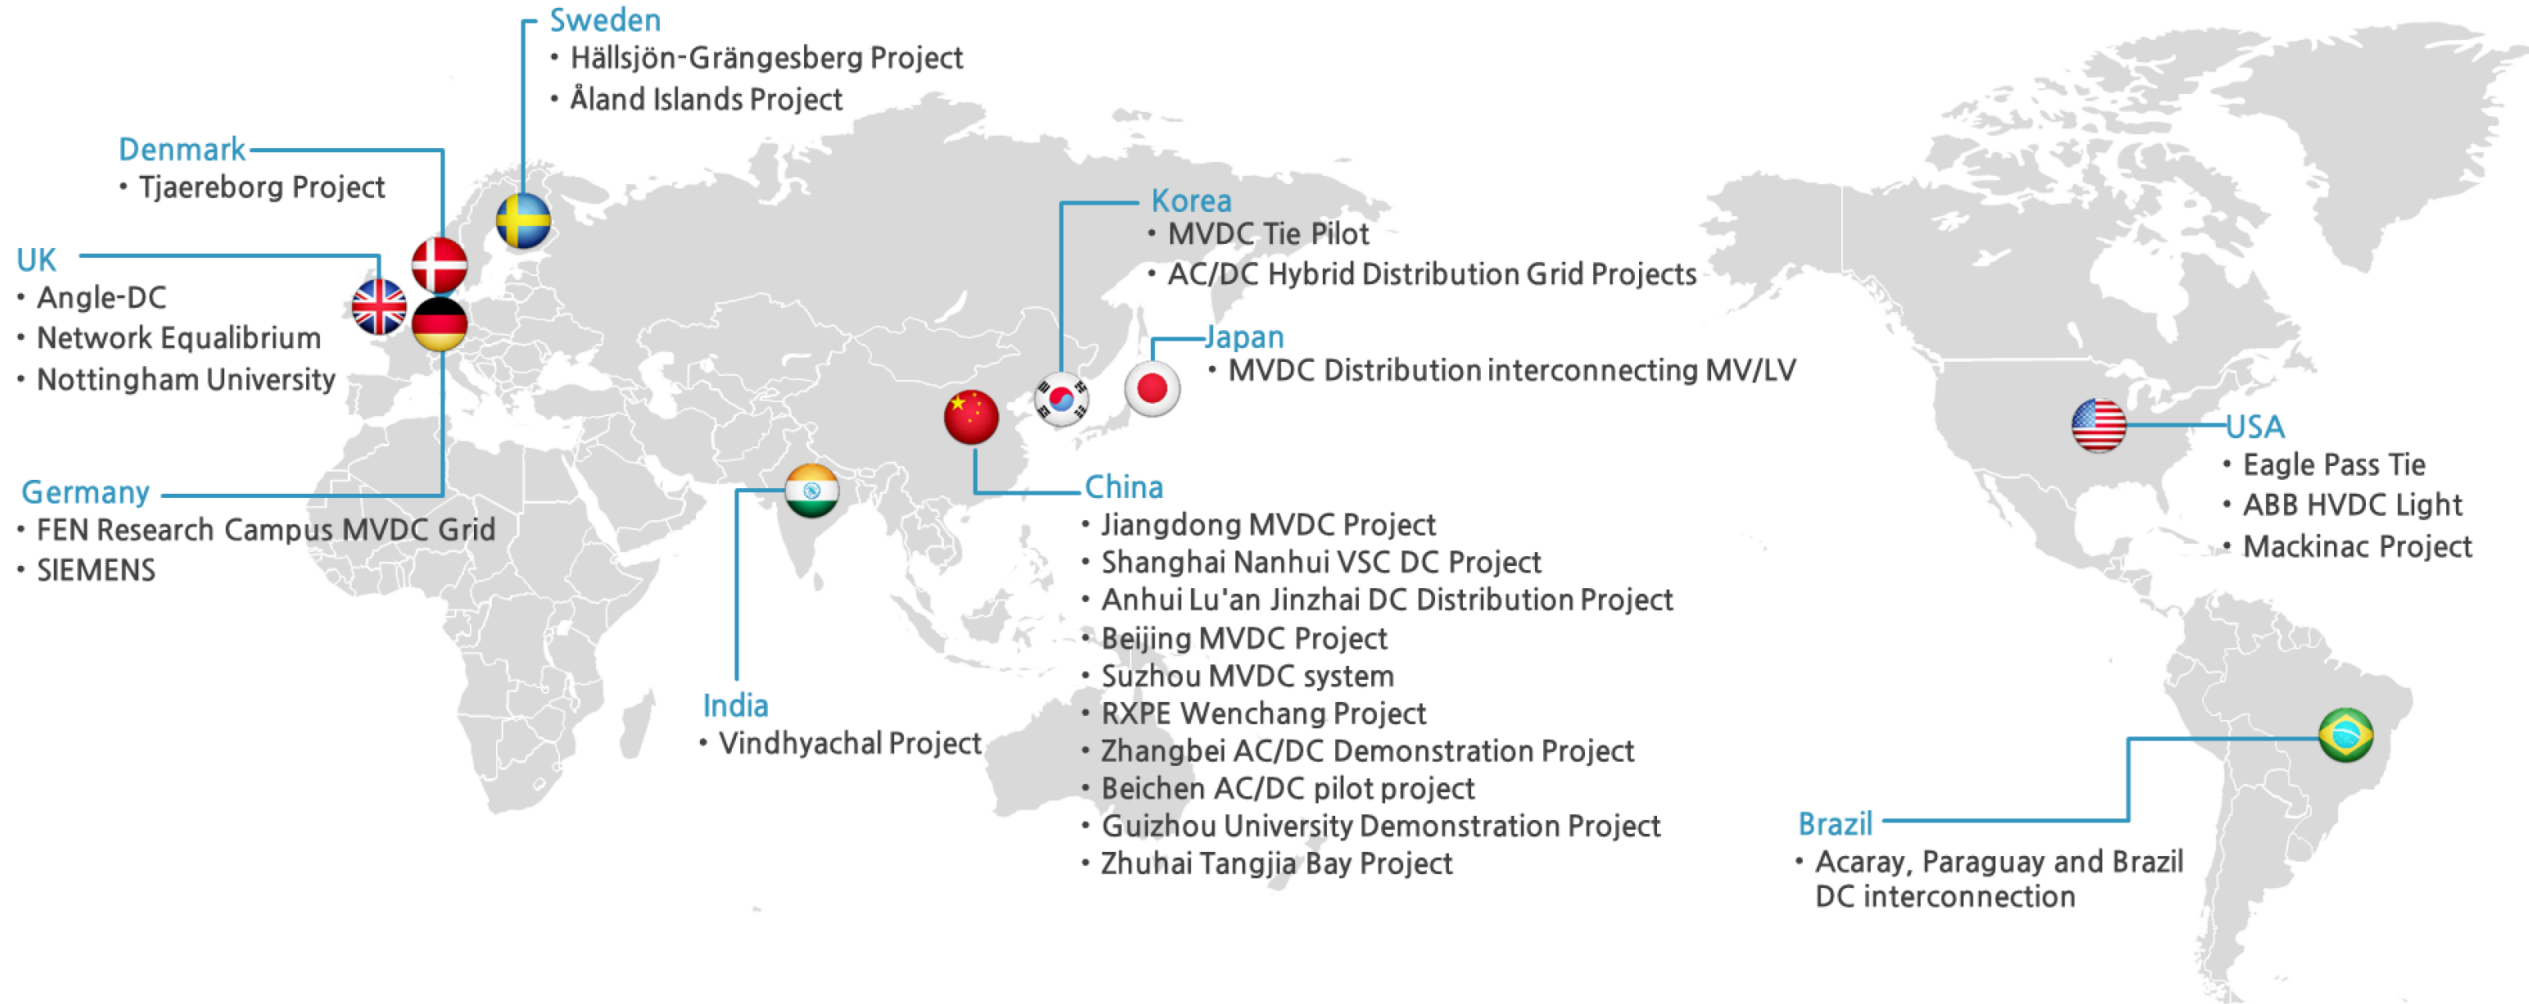 Sweden
• Hällsjön-Grängesberg Project
• Åland Islands Project
Denmark
• Tjaereborg Project
UK
• Angle-DC
• Network Equalibrium
• Nottingham University
Germany
• FEN Research Campus MVDC Grid
• SIEMENS
Korea
• MVDC Tie Pilot
• AC/DC Hybrid Distribution Grid Projects
Japan
• MVDC Distribution interconnecting MV/LV
China
• Jiangdong MVDC Project
• Shanghai Nanhui VSC DC Project
• Anhui Lu'an Jinzhai DC Distribution Project
• Beijing MVDC Project
• Suzhou MVDC system
• RXPE Wenchang Project
• Zhangbei AC/DC Demonstration Project
• Beichen AC/DC pilot project
• Guizhou University Demonstration Project
• Zhuhai Tangjia Bay Project
India
• Vindhyachal Project
USA
• Eagle Pass Tie
• ABB HVDC Light
• Mackinac Project
Brazil
• Acaray, Paraguay and Brazil
DC interconnection